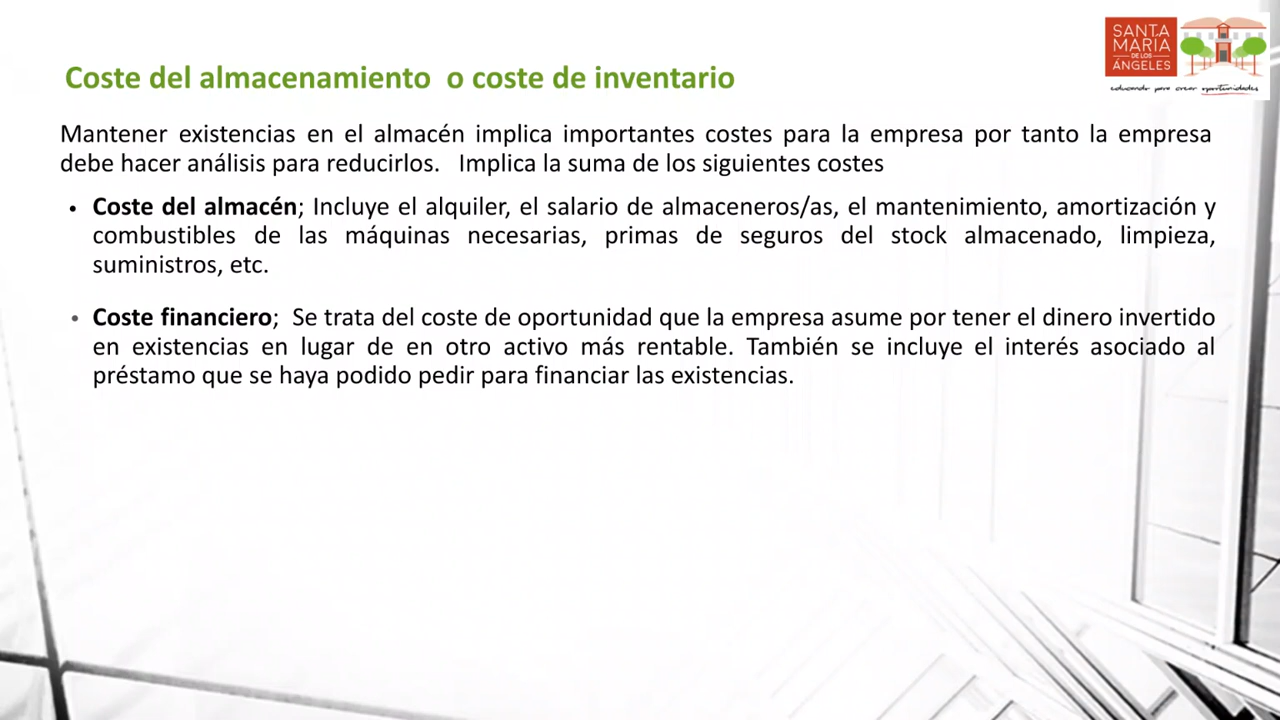 SANTA
MARIA
DE LOS
ÁNGELES
educando para crear oportunidades
Coste del almacenamiento  o coste de inventario
Mantener existencias en el almacén implica importantes costes para la empresa por tanto la empresa
debe hacer análisis para reducirlos.   Implica la suma de los siguientes costes
• Coste del almacén; Incluye el alquiler, el salario de almaceneros/as, el mantenimiento, amortización y
combustibles de las máquinas necesarias, primas de seguros del stock almacenado, limpieza,
suministros, etc.
• Coste financiero;  Se trata del coste de oportunidad que la empresa asume por tener el dinero invertido
en existencias en lugar de en otro activo más rentable. También se incluye el interés asociado al
préstamo que se haya podido pedir para financiar las existencias.